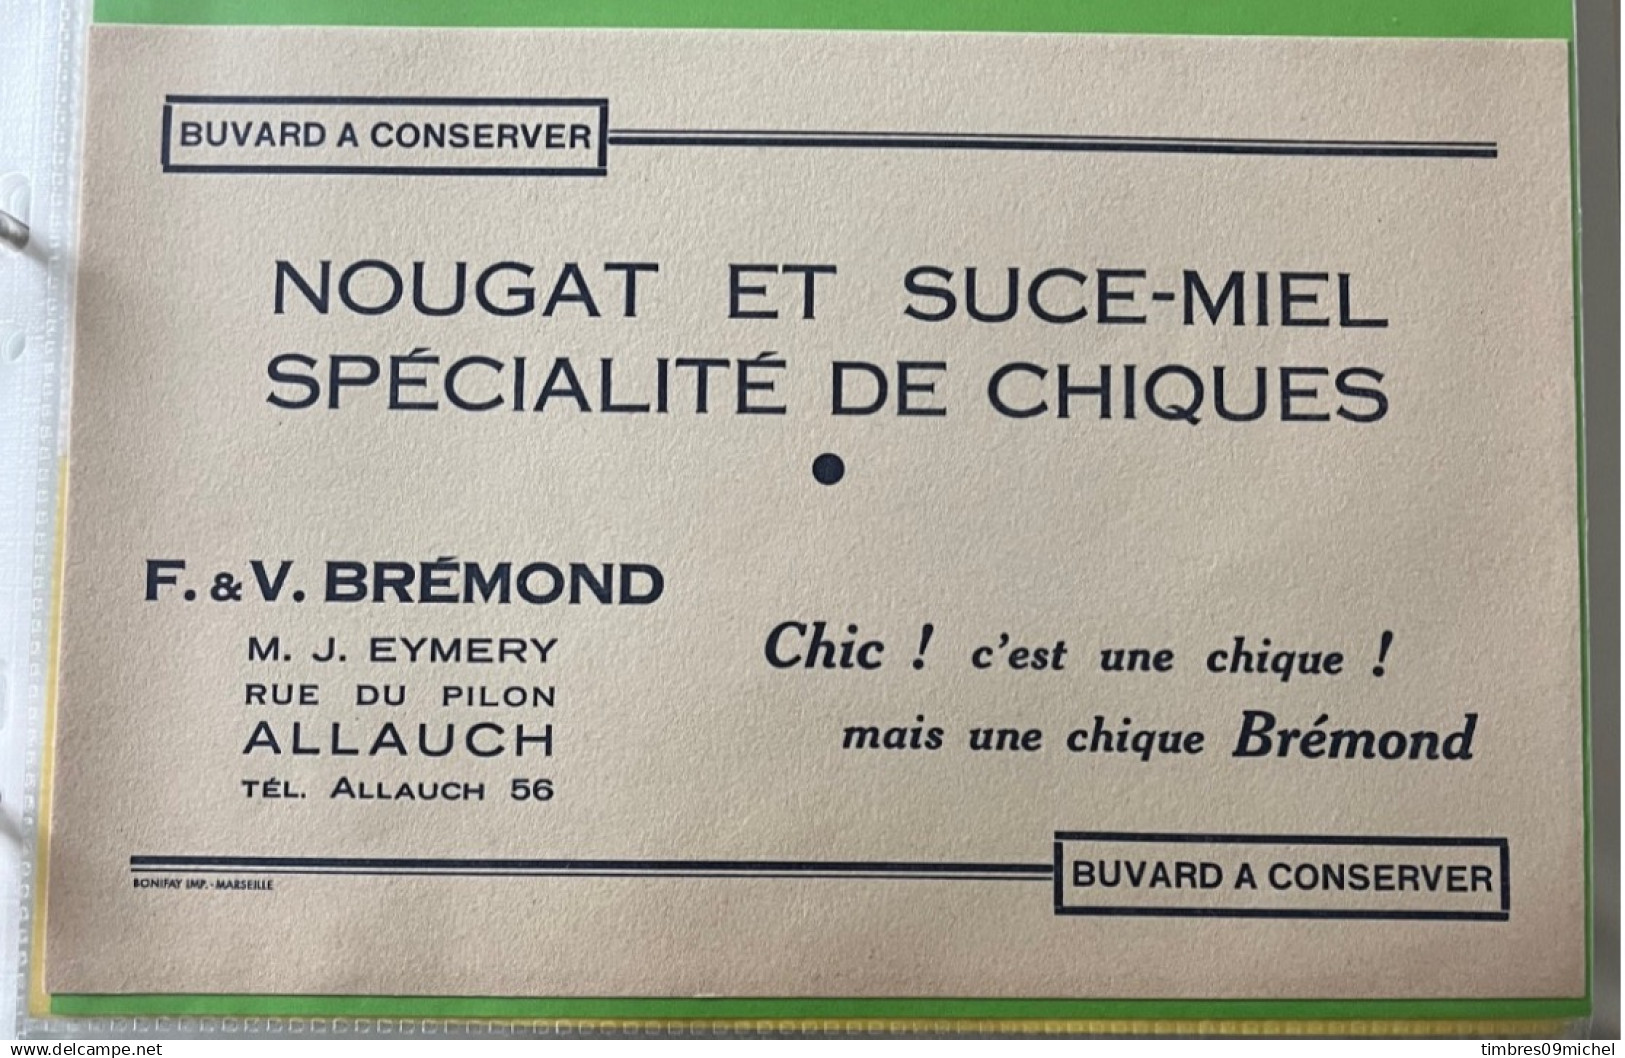 BUVARD A CONSERVER
NOUGAT ET SUCE-MIEL
SPÉCIALITÉ DE CHIQUES
F. & V. BRÉMOND
M. J. EYMERY
RUE DU PILON
ALLAUCH
TÉL. ALLAUCH 56
Chic ! c'est une chique !
mais une chique Brémond
BONIFAY IMP. - MARSEILLE
BUVARD A CONSERVER
www.delcampe.net
timbres09michel